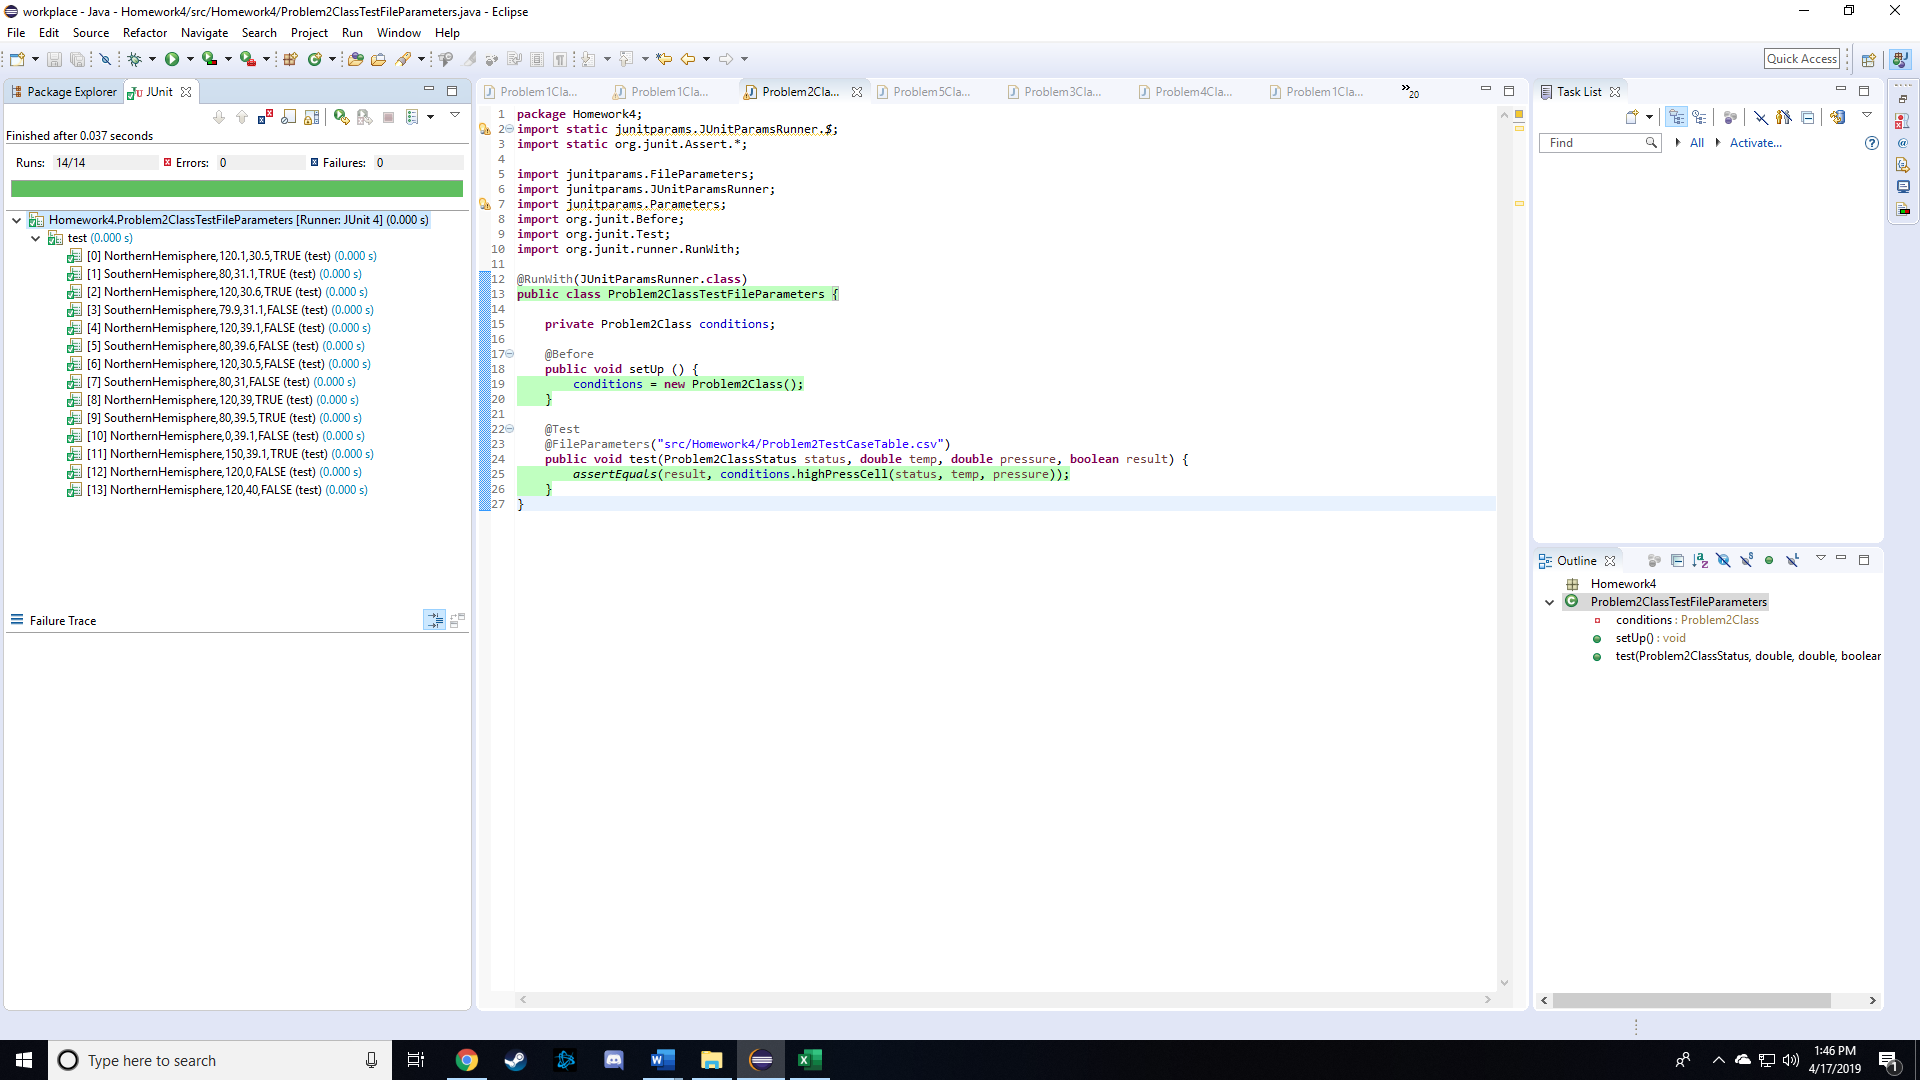 workplace - Java - Homework4/src/Homework4/Problem2ClassTestFileParameters.java - Eclipse
File Edit Source Refactor Navigate Search Project Run Window Help
Quick Access
Package Explorer
JUnit
Finished after 0.037 seconds
Runs: 14/14 Errors: 0 Failures: 0
Homework4.Problem2ClassTestFileParameters [Runner: JUnit 4] (0.000 s)
test (0.000 s)
[0] NorthernHemisphere,120.1,30.5,TRUE (test) (0.000 s)
[1] SouthernHemisphere,80,31.1,TRUE (test) (0.000 s)
[2] NorthernHemisphere,120,30.6,TRUE (test) (0.000 s)
[3] SouthernHemisphere,79.9,31.1,FALSE (test) (0.000 s)
[4] NorthernHemisphere,120,39.1,FALSE (test) (0.000 s)
[5] SouthernHemisphere,80,39.6,FALSE (test) (0.000 s)
[6] NorthernHemisphere,120,30.5,FALSE (test) (0.000 s)
[7] SouthernHemisphere,80,31,FALSE (test) (0.000 s)
[8] NorthernHemisphere,120,39,TRUE (test) (0.000 s)
[9] SouthernHemisphere,80,39.5,TRUE (test) (0.000 s)
[10] NorthernHemisphere,0,39.1,FALSE (test) (0.000 s)
[11] NorthernHemisphere,150,39.1,TRUE (test) (0.000 s)
[12] NorthernHemisphere,120,0,FALSE (test) (0.000 s)
[13] NorthernHemisphere,120,40,FALSE (test) (0.000 s)
Failure Trace
Problem1Cla... Problem1Cla... Problem2Cla... Problem5Cla... Problem3Cla... Problem4Cla... Problem1Cla... »20
1 package Homework4;
2 import static junitparams.JUnitParamsRunner.$;
3 import static org.junit.Assert.*;
4
5 import junitparams.FileParameters;
6 import junitparams.JUnitParamsRunner;
7 import junitparams.Parameters;
8 import org.junit.Before;
9 import org.junit.Test;
10 import org.junit.runner.RunWith;
11
12 @RunWith(JUnitParamsRunner.class)
13 public class Problem2ClassTestFileParameters {
14
15 private Problem2Class conditions;
16
17 @Before
18 public void setUp () {
19 conditions = new Problem2Class();
20 }
21
22 @Test
23 @FileParameters("src/Homework4/Problem2TestCaseTable.csv")
24 public void test(Problem2ClassStatus status, double temp, double pressure, boolean result) {
25 assertEquals(result, conditions.highPressCell(status, temp, pressure));
26 }
27 }
Task List
Find All Activate...
Outline
Homework4
Problem2ClassTestFileParameters
conditions : Problem2Class
setUp() : void
test(Problem2ClassStatus, double, double, boolear
Type here to search
1:46 PM
4/17/2019
1